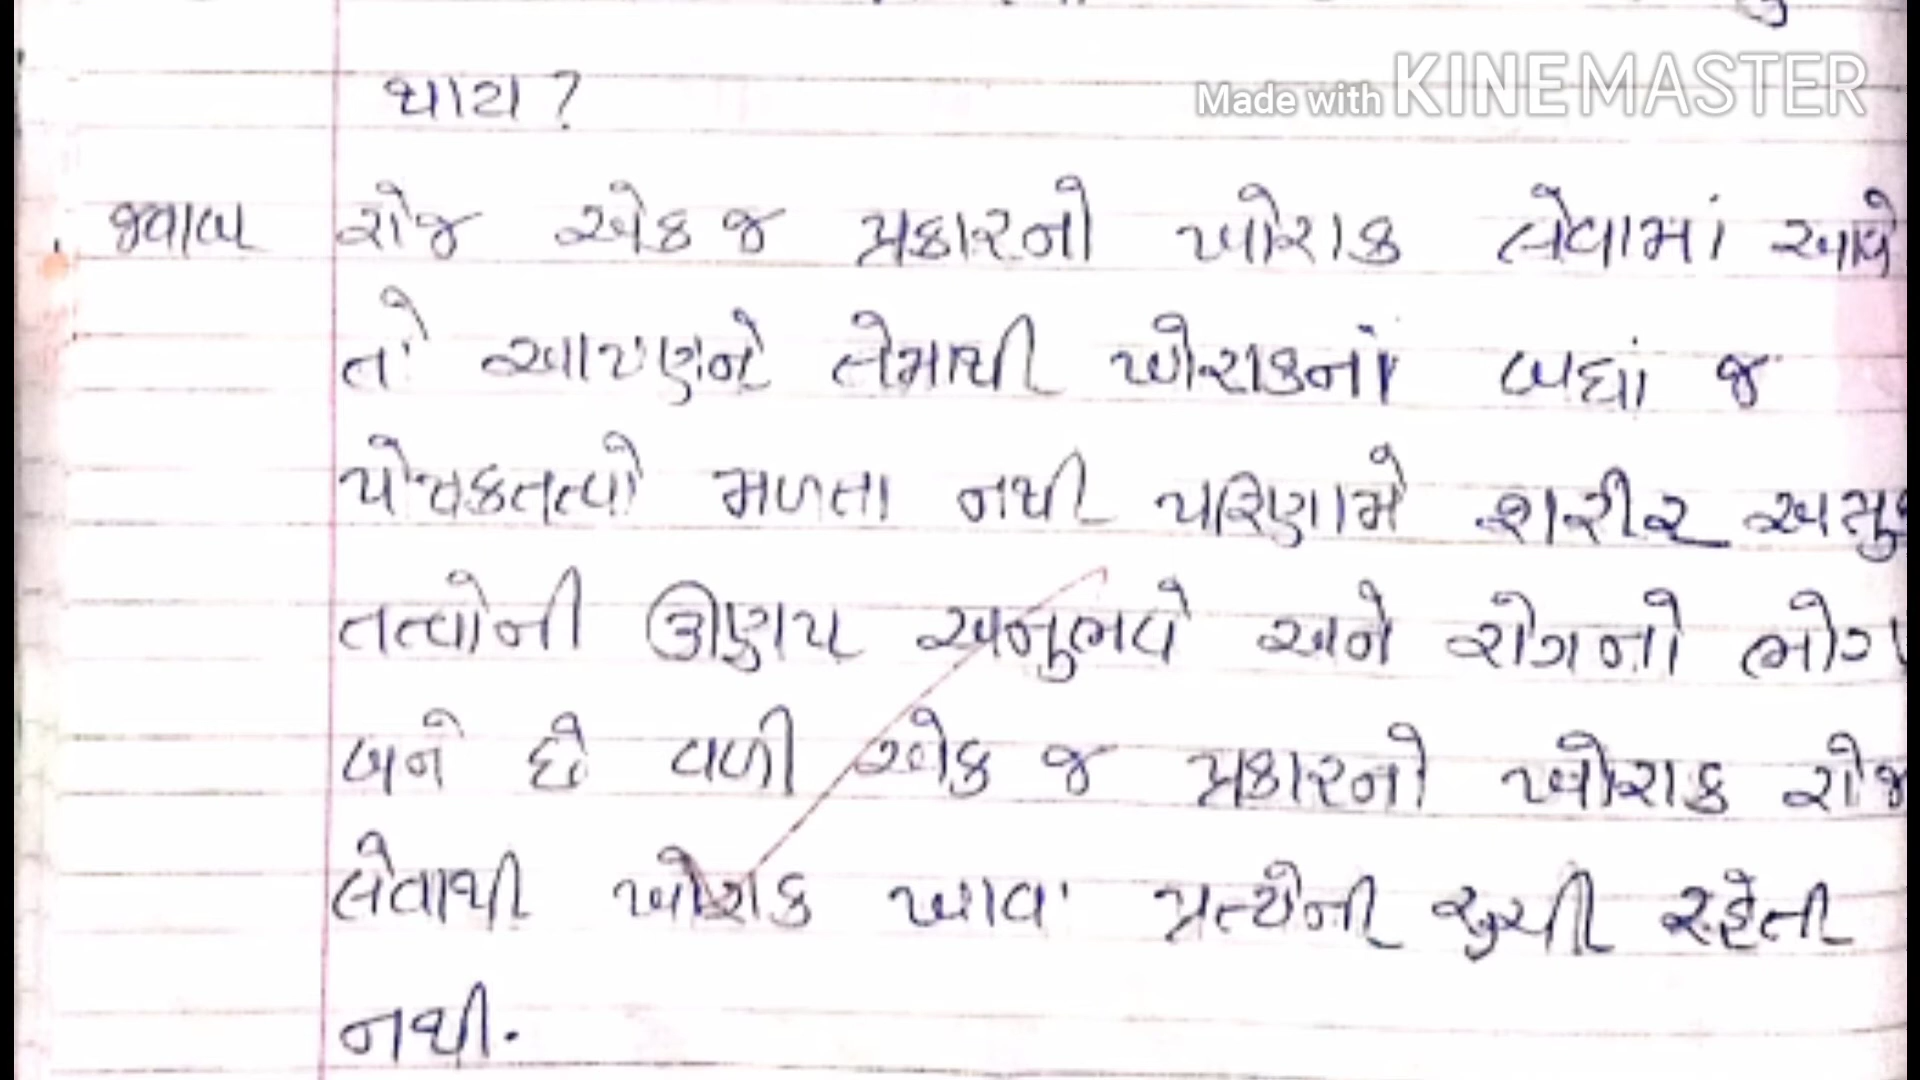 Made with KINEMASTER
થાય?
જવાબ રોજ એક જ પ્રકારનો ખોરાક લેવામાં આવે
તો આપણને તેમાથી ખોરાકનાં બધાં જ
પોષકતત્વો મળતા નથી પરિણામે શરીર
તત્વોની ઊણપ અનુભવે અને રોગનો ભોગ
બને છે વળી એક જ પ્રકારનો ખોરાક રોજ
લેવાથી ખોરાક ખાવા પ્રત્યેની રુચી રહેતી
નથી.